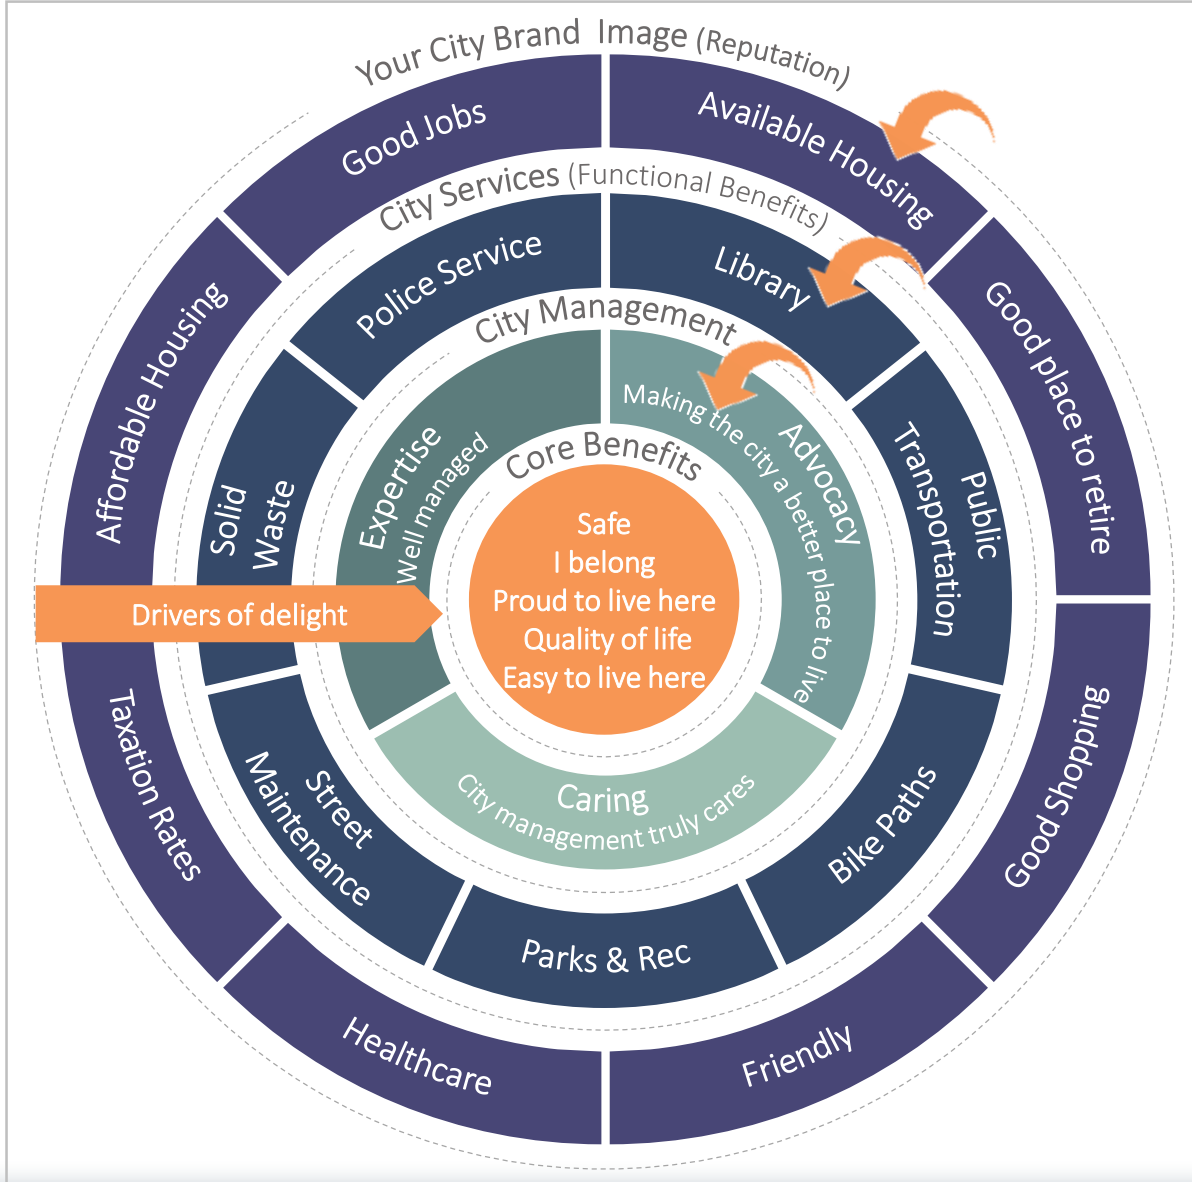 Your City Brand Image (Reputation)
Good Jobs
Available Housing
Good place to retire
Good Shopping
Friendly
Healthcare
Taxation Rates
Affordable Housing
City Services (Functional Benefits)
Police Service
Library
Public
Transportation
Bike Paths
Parks & Rec
Street
Maintenance
Solid
Waste
City Management
Expertise
Well managed
Advocacy
Making the city a better place to live
Caring
City management truly cares
Core Benefits
Safe
I belong
Proud to live here
Quality of life
Easy to live here
Drivers of delight